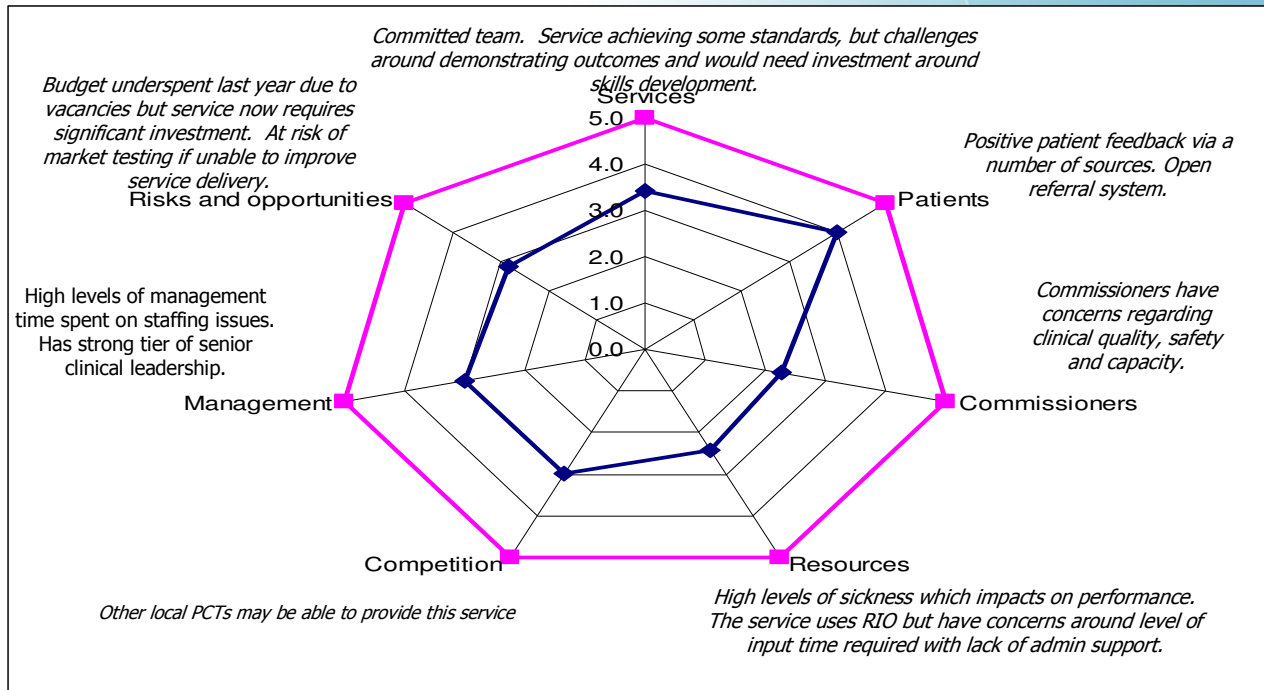 Committed team.  Service achieving some standards, but challenges
around demonstrating outcomes and would need investment around
skills development.
Services
Budget underspent last year due to
vacancies but service now requires
significant investment.  At risk of
market testing if unable to improve
service delivery.
Risks and opportunities
5.0
4.0
3.0
2.0
1.0
0.0
Positive patient feedback via a
number of sources. Open
referral system.
Patients
High levels of management
time spent on staffing issues.
Has strong tier of senior
clinical leadership.
Management
Commissioners have
concerns regarding
clinical quality, safety
and capacity.
Commissioners
Competition
Other local PCTs may be able to provide this service
Resources
High levels of sickness which impacts on performance.
The service uses RIO but have concerns around level of
input time required with lack of admin support.